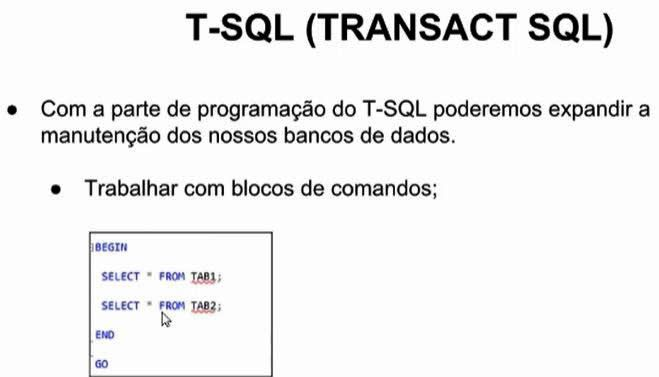 T-SQL (TRANSACT SQL)
● Com a parte de programação do T-SQL poderemos expandir a
manutenção dos nossos bancos de dados.
● Trabalhar com blocos de comandos;
BEGIN
SELECT * FROM TAB1;
SELECT * FROM TAB2;
END
GO